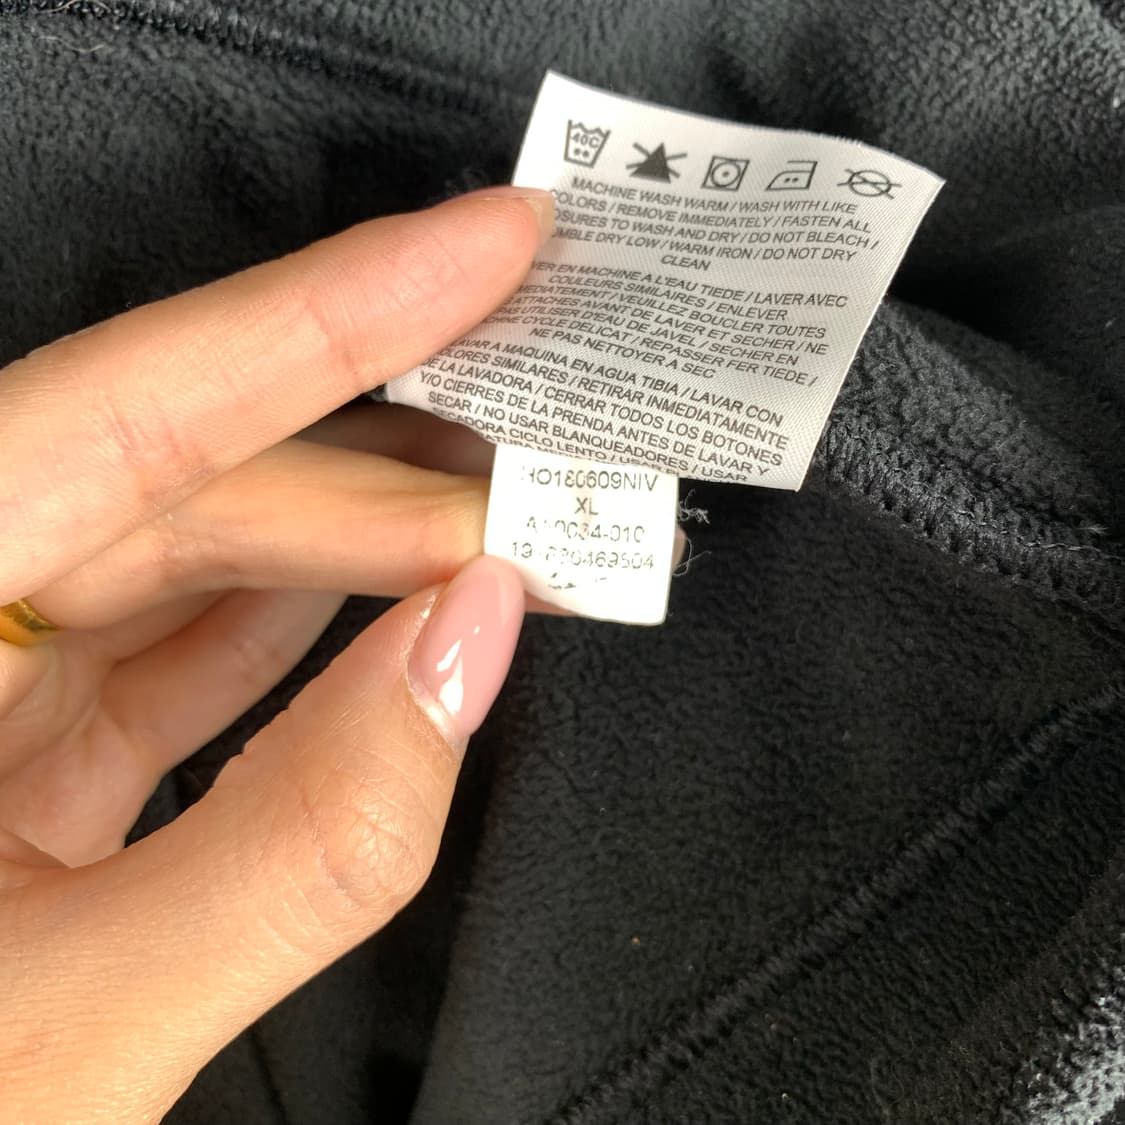 40C
MACHINE WASH WARM / WASH WITH LIKE
COLORS / REMOVE IMMEDIATELY / FASTEN ALL
TO WASH AND DRY / DO NOT BLEACH /
DRY LOW / WARM IRON / DO NOT DRY
CLEAN
EN MACHINE A L'EAU TIEDE / LAVER AVEC
COULEURS SIMILAIRES / ENLEVER
/ VEUILLEZ BOUCLER TOUTES
ATTACHES AVANT DE LAVER ET SECHER / NE
PAS UTILISER D'EAU DE JAVEL / SECHER EN
CYCLE DELICAT / REPASSER FER TIEDE /
NE PAS NETTOYER A SEC
LAVAR A MAQUINA EN AGUA TIBIA / LAVAR CON
COLORES SIMILARES / RETIRAR INMEDIATAMENTE
DE LA LAVADORA / CERRAR TODOS LOS BOTONES
Y/O CIERRES DE LA PRENDA ANTES DE LAVAR Y
SECAR / NO USAR BLANQUEADORES / USAR
SECADORA CICLO LENTO / USAR
XL